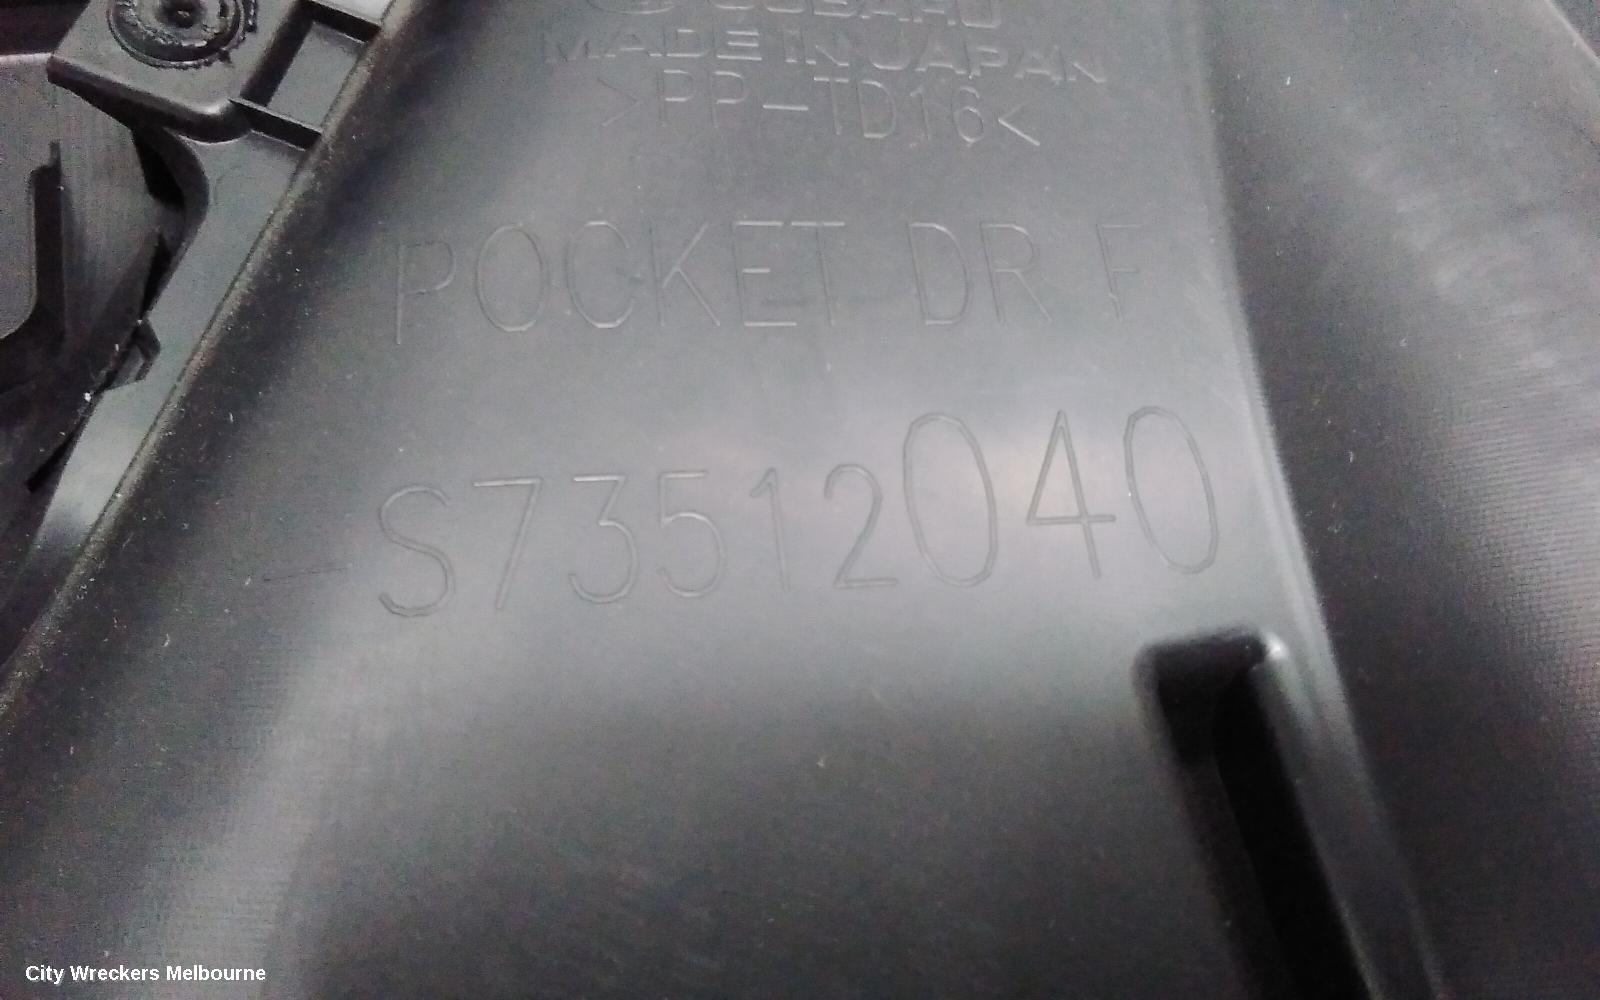 SUBARU
MADE IN JAPAN
>PP-TD16<
POCKET DR F
S73512040
City Wreckers Melbourne